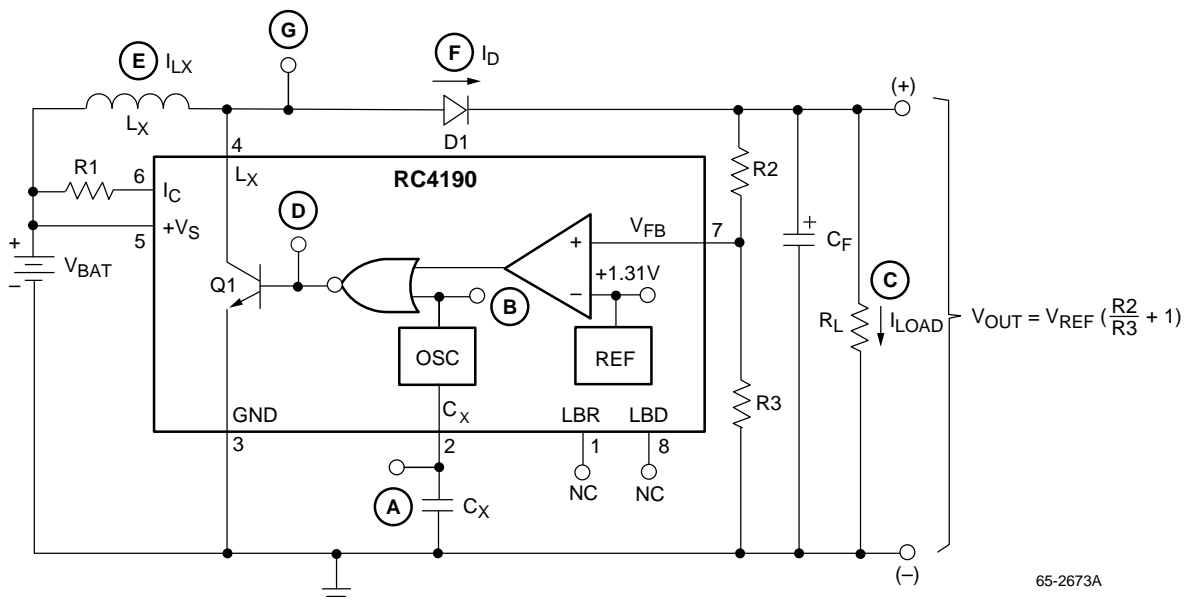 G
E I_LX
F I_D
(+)
L_X
D1
4
R1
6
L_X
RC4190
R2
I_C
D
+V_S
5
V_FB
7
+
C_F
+
V_BAT
–
+
+1.31V
–
Q1
B
C
R_L
I_LOAD
V_OUT = V_REF (R2/R3 + 1)
OSC
REF
R3
GND
C_X
LBR
LBD
3
2
1
8
NC
NC
A
C_X
(–)
65-2673A